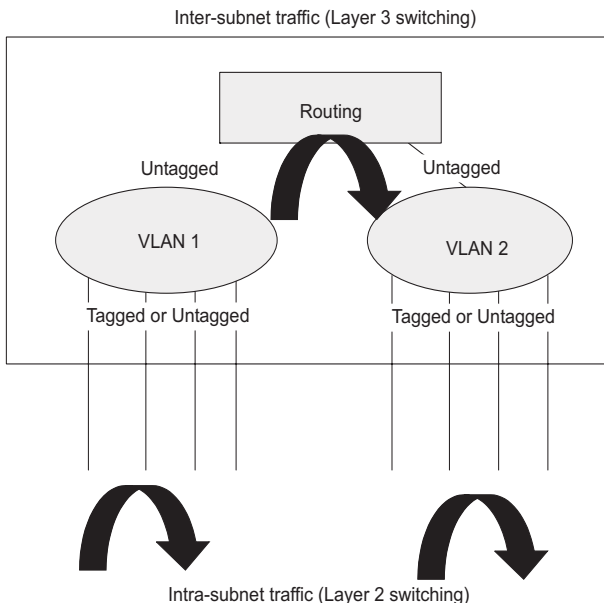 Inter-subnet traffic (Layer 3 switching)
Routing
Untagged
Untagged
VLAN 1
VLAN 2
Tagged or Untagged
Tagged or Untagged
Intra-subnet traffic (Layer 2 switching)